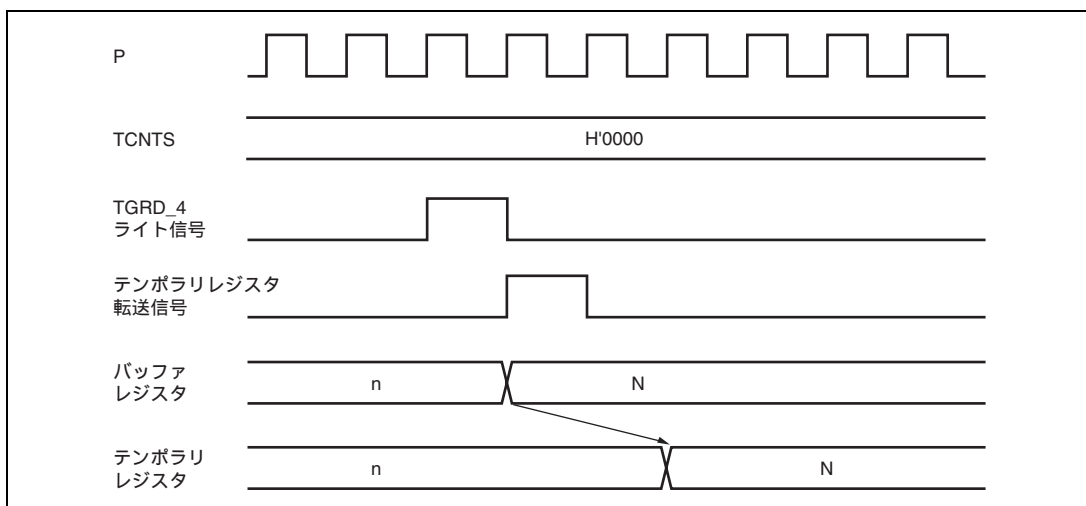 P
TCNTS
H'0000
TGRD_4
ライト信号
テンポラリレジスタ
転送信号
バッファ
レジスタ
n
N
テンポラリ
レジスタ
n
N